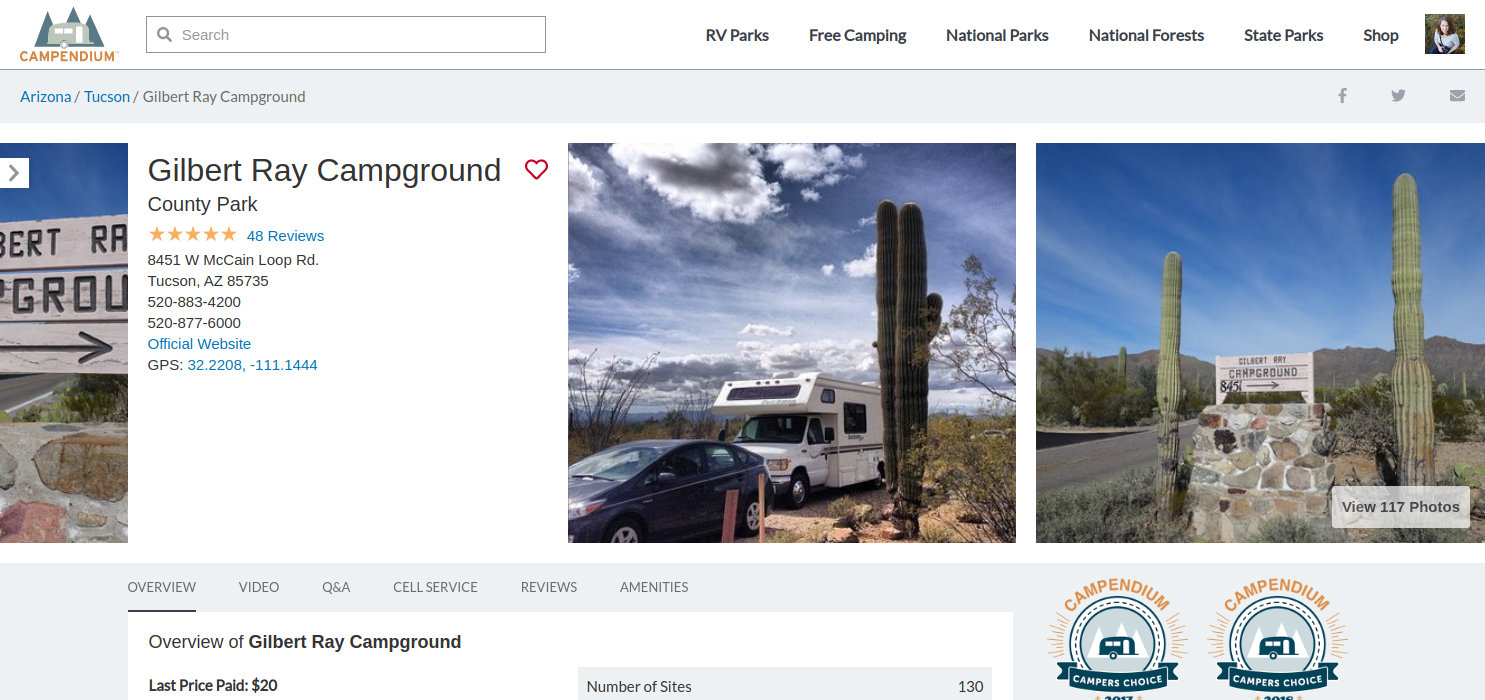 CAMPENDIUM
Search
RV Parks
Free Camping
National Parks
National Forests
State Parks
Shop
Arizona / Tucson / Gilbert Ray Campground
BERT RA
PGROU
Gilbert Ray Campground
County Park
48 Reviews
8451 W McCain Loop Rd.
Tucson, AZ 85735
520-883-4200
520-877-6000
Official Website
GPS: 32.2208, -111.1444
GILBERT RAY
CAMPGROUND
8451
View 117 Photos
OVERVIEW
VIDEO
Q&A
CELL SERVICE
REVIEWS
AMENITIES
CAMPENDIUM
CAMPERS CHOICE
2017
CAMPENDIUM
CAMPERS CHOICE
2018
Overview of Gilbert Ray Campground
Last Price Paid: $20
Number of Sites 130